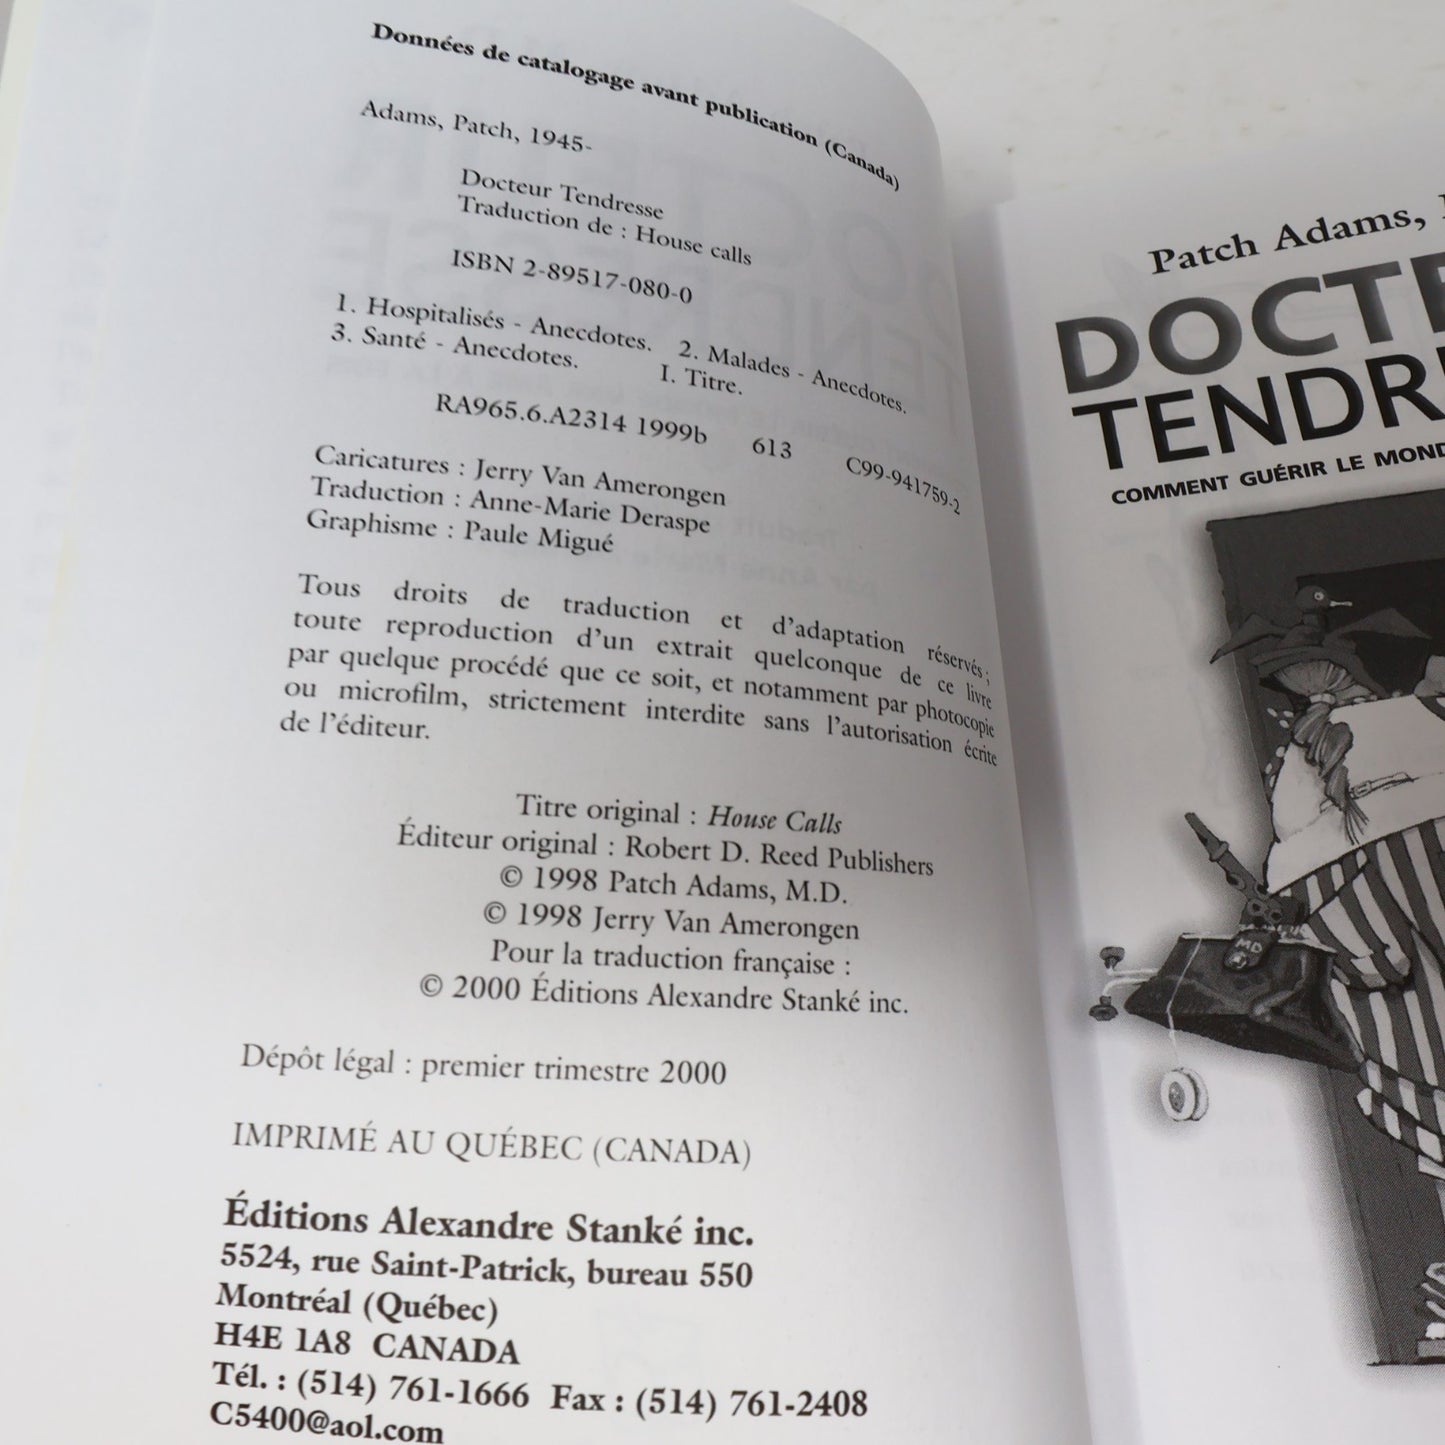 Données de catalogage avant publication (Canada)
Adams, Patch, 1945-
Docteur Tendresse
Traduction de : House calls
ISBN 2-89517-080-0
1. Hospitalisés - Anecdotes. 2. Malades - Anecdotes.
3. Santé - Anecdotes. I. Titre.
RA965.6.A2314 1999b 613 C99-941759-2
Caricatures : Jerry Van Amerongen
Traduction : Anne-Marie Deraspe
Graphisme : Paule Migué
Tous droits de traduction et d'adaptation réservés;
toute reproduction d'un extrait quelconque de ce livre
par quelque procédé que ce soit, et notamment par photocopie
ou microfilm, strictement interdite sans l'autorisation écrite
de l'éditeur.
Titre original : House Calls
Éditeur original : Robert D. Reed Publishers
© 1998 Patch Adams, M.D.
© 1998 Jerry Van Amerongen
Pour la traduction française :
© 2000 Éditions Alexandre Stanké inc.
Dépôt légal : premier trimestre 2000
IMPRIMÉ AU QUÉBEC (CANADA)
Éditions Alexandre Stanké inc.
5524, rue Saint-Patrick, bureau 550
Montréal (Québec)
H4E 1A8 CANADA
Tél. : (514) 761-1666 Fax : (514) 761-2408
C5400@aol.com
Patch Adams,
DOCTE
TENDR
COMMENT GUÉRIR LE MOND
MD